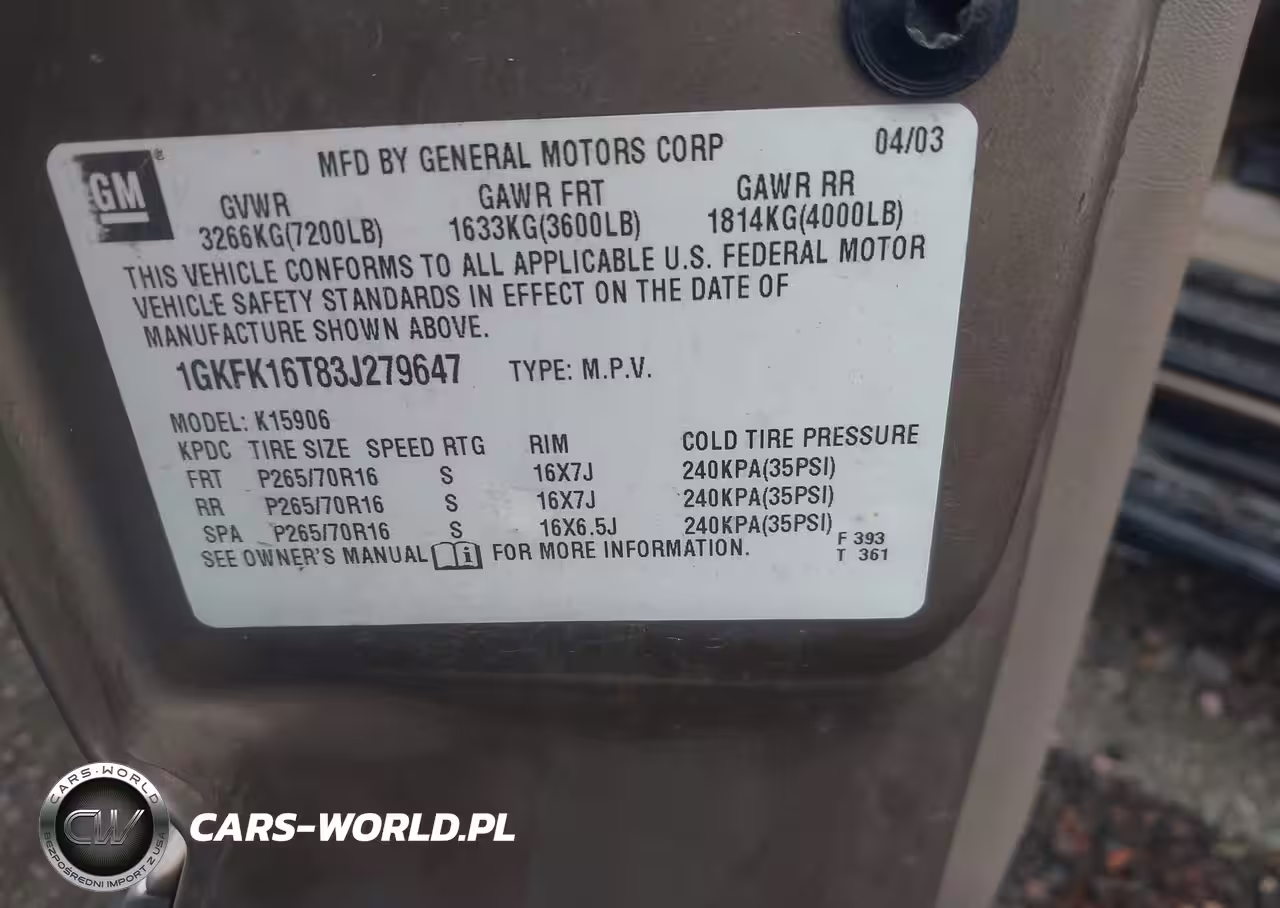 GM ®
MFD BY GENERAL MOTORS CORP 04/03
GVWR GAWR FRT GAWR RR
3266KG(7200LB) 1633KG(3600LB) 1814KG(4000LB)
THIS VEHICLE CONFORMS TO ALL APPLICABLE U.S. FEDERAL MOTOR
VEHICLE SAFETY STANDARDS IN EFFECT ON THE DATE OF
MANUFACTURE SHOWN ABOVE.
1GKFK16T83J279647 TYPE: M.P.V.
MODEL: K15906
KPDC TIRE SIZE SPEED RTG RIM COLD TIRE PRESSURE
FRT P265/70R16 S 16X7J 240KPA(35PSI)
RR P265/70R16 S 16X7J 240KPA(35PSI)
SPA P265/70R16 S 16X6.5J 240KPA(35PSI)
SEE OWNER'S MANUAL i FOR MORE INFORMATION.
F 393
T 361
CARS-WORLD
CW
BEZPOŚREDNI IMPORT Z USA
CARS-WORLD.PL